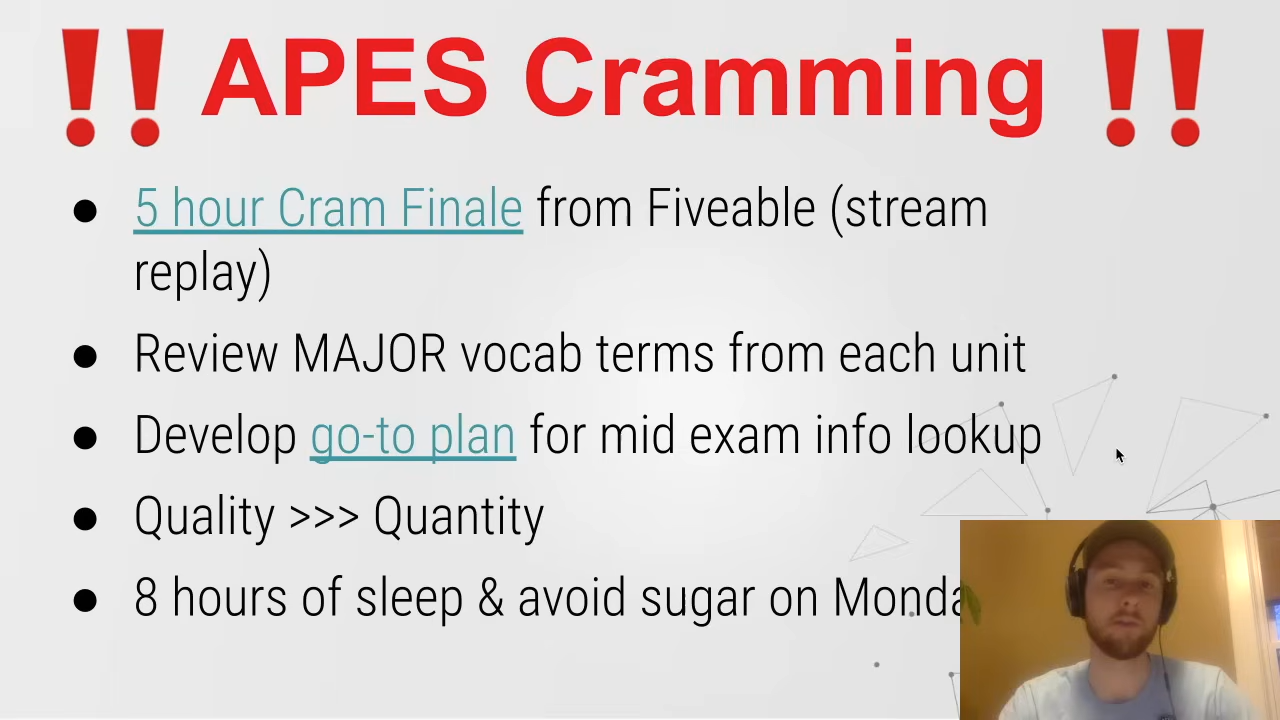 ‼ APES Cramming ‼
● 5 hour Cram Finale from Fiveable (stream
replay)
● Review MAJOR vocab terms from each unit
● Develop go-to plan for mid exam info lookup
● Quality >>> Quantity
● 8 hours of sleep & avoid sugar on